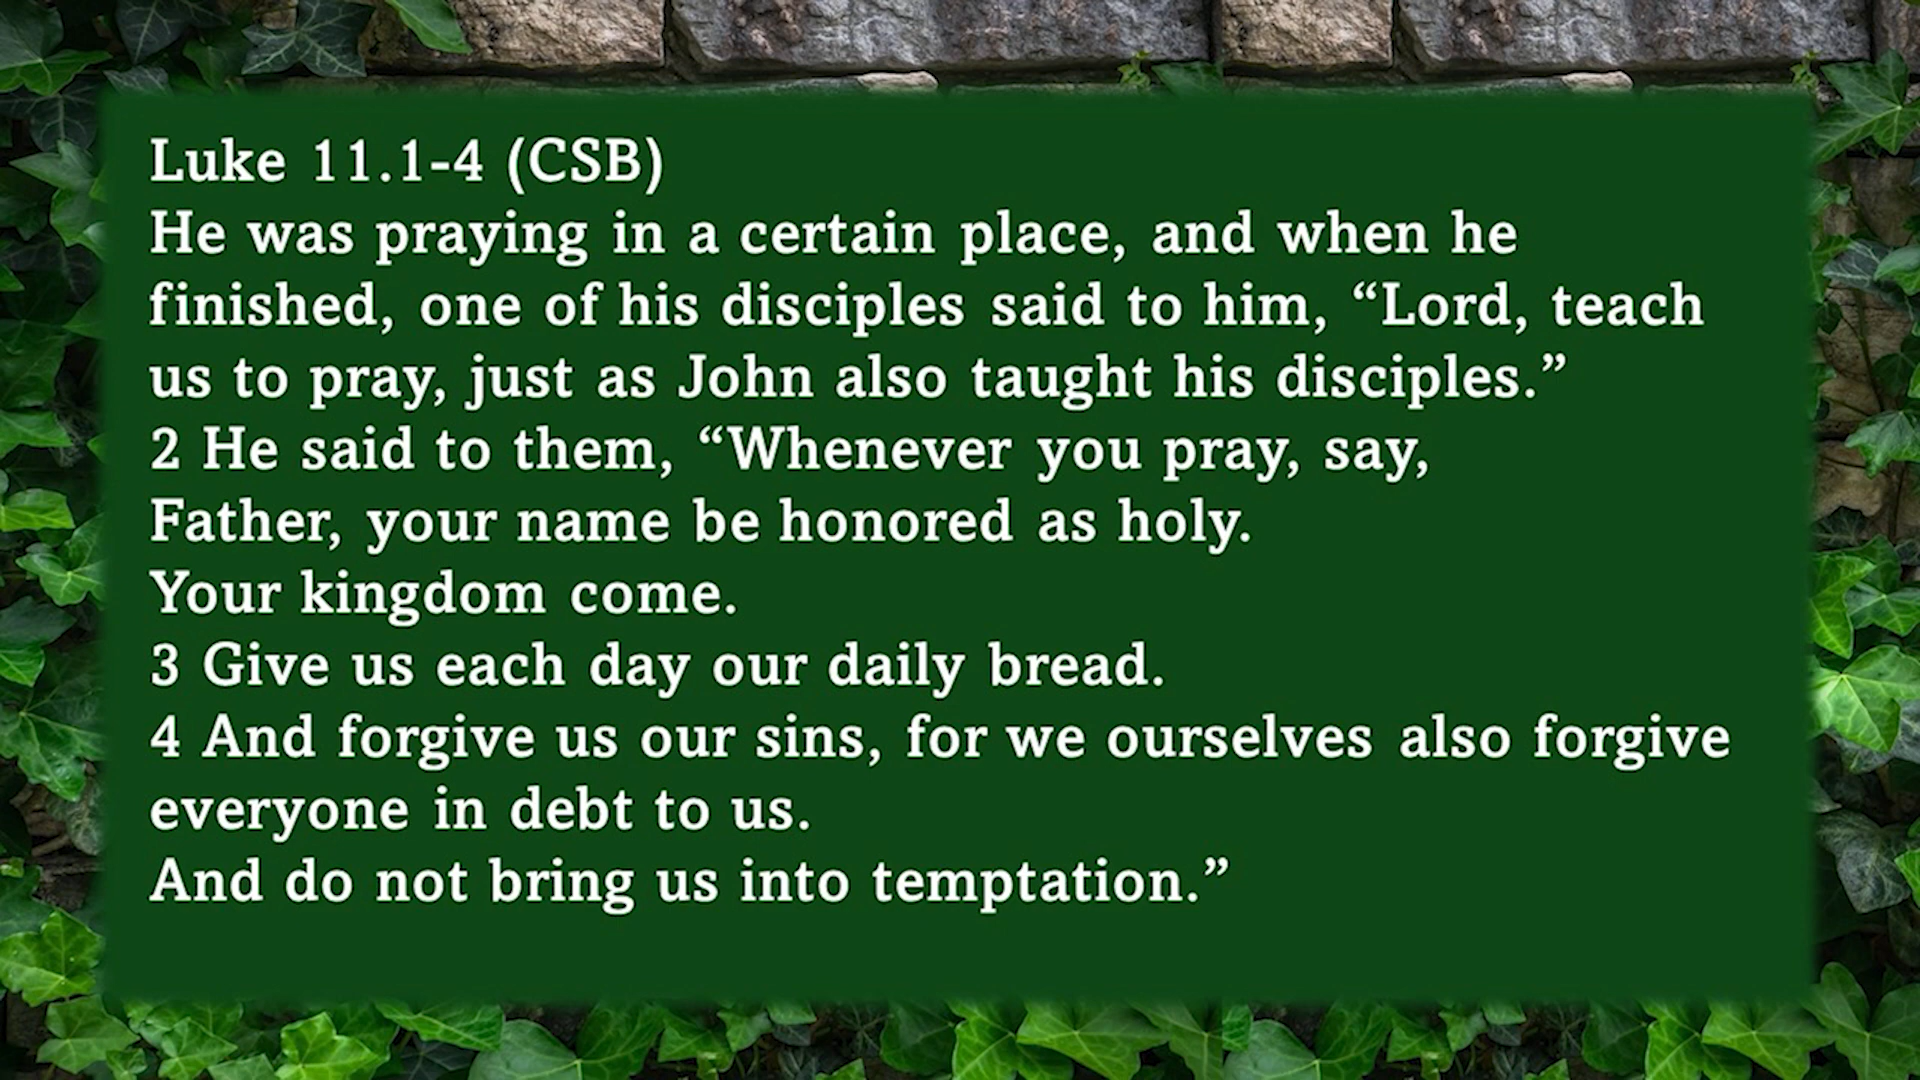 Luke 11.1-4 (CSB)
He was praying in a certain place, and when he
finished, one of his disciples said to him, “Lord, teach
us to pray, just as John also taught his disciples.”
2 He said to them, “Whenever you pray, say,
Father, your name be honored as holy.
Your kingdom come.
3 Give us each day our daily bread.
4 And forgive us our sins, for we ourselves also forgive
everyone in debt to us.
And do not bring us into temptation.”